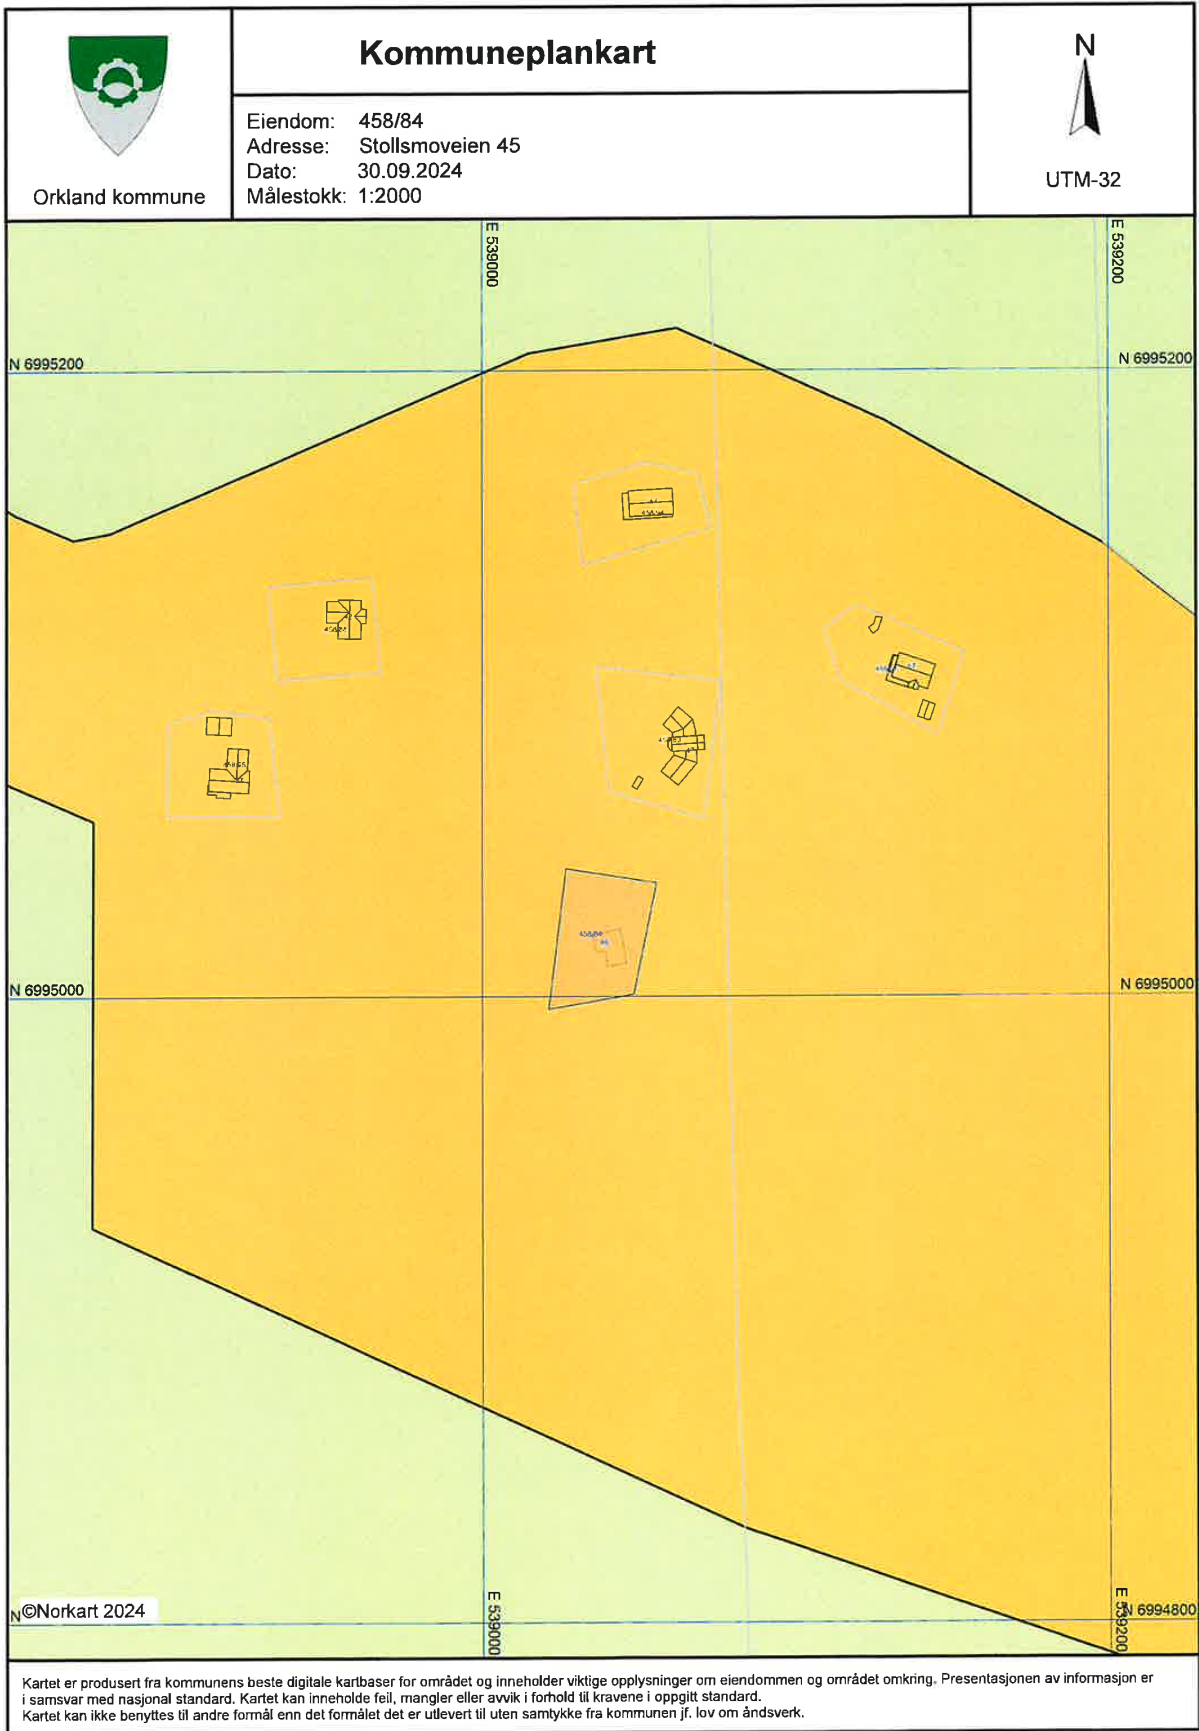 Kommuneplankart
Orkland kommune
Eiendom: 458/84
Adresse: Stollsmoveien 45
Dato: 30.09.2024
Målestokk: 1:2000
N
UTM-32
E 539000
E 539200
N 6995200
N 6995200
458/84
N 6995000
N 6995000
E 539000
E 539200
N 6994800
N
©Norkart 2024
Kartet er produsert fra kommunens beste digitale kartbaser for området og inneholder viktige opplysninger om eiendommen og området omkring. Presentasjonen av informasjon er
i samsvar med nasjonal standard. Kartet kan inneholde feil, mangler eller avvik i forhold til kravene i oppgitt standard.
Kartet kan ikke benyttes til andre formål enn det formålet det er utlevert til uten samtykke fra kommunen jf. lov om åndsverk.